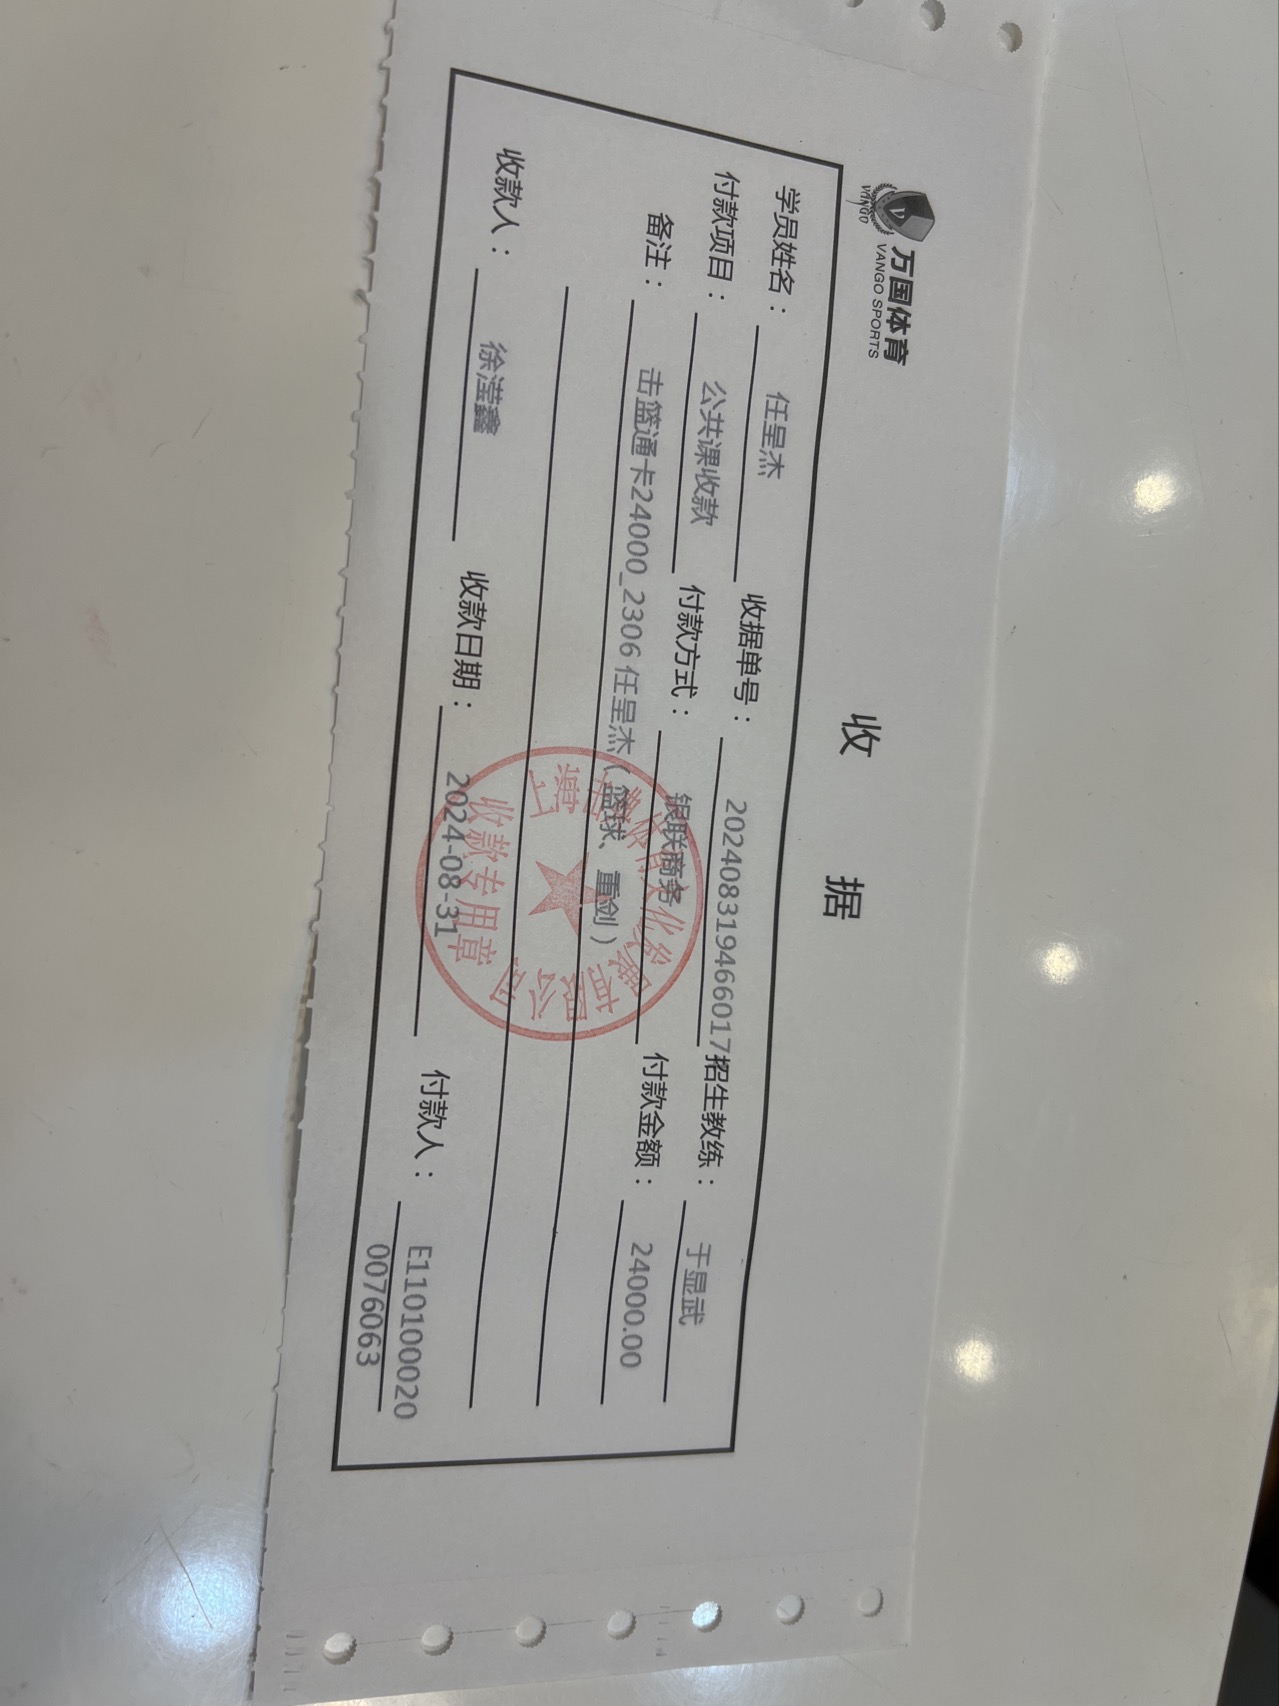 VANGO
万国体育
VANGO SPORTS
收 据
学员姓名： 任呈杰 收据单号： 20240831946601​7 招生教练： 于显武
付款项目： 公共课收款 付款方式： 银联商务 付款金额： 24000.00
备注： 击篮通卡24000_2306 任呈杰（篮球、重剑）
收款人： 徐滢鑫 收款日期： 2024-08-31 付款人： E110100020
0076063
收款专用章